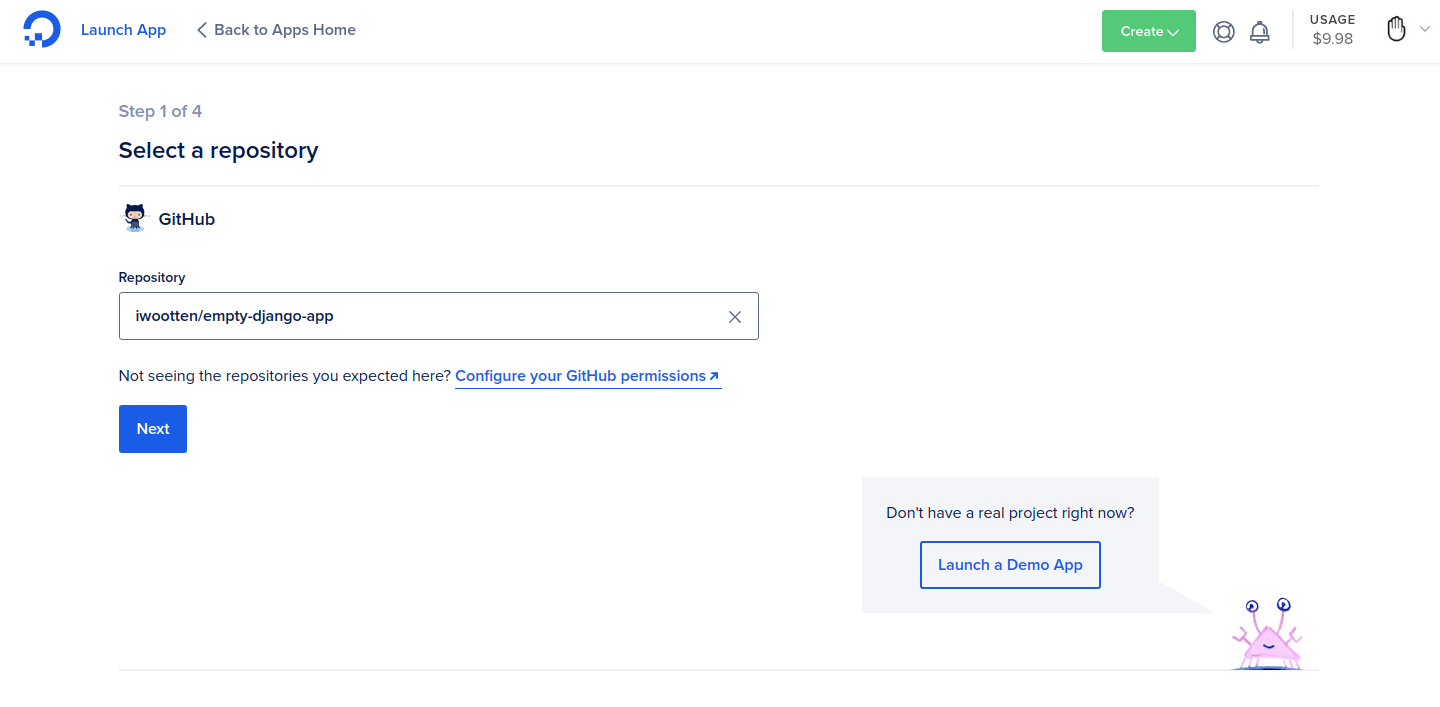 Launch App
Back to Apps Home
Create
USAGE
$9.98
Step 1 of 4
Select a repository
GitHub
Repository
iwootten/empty-django-app
Not seeing the repositories you expected here? Configure your GitHub permissions
Next
Don't have a real project right now?
Launch a Demo App